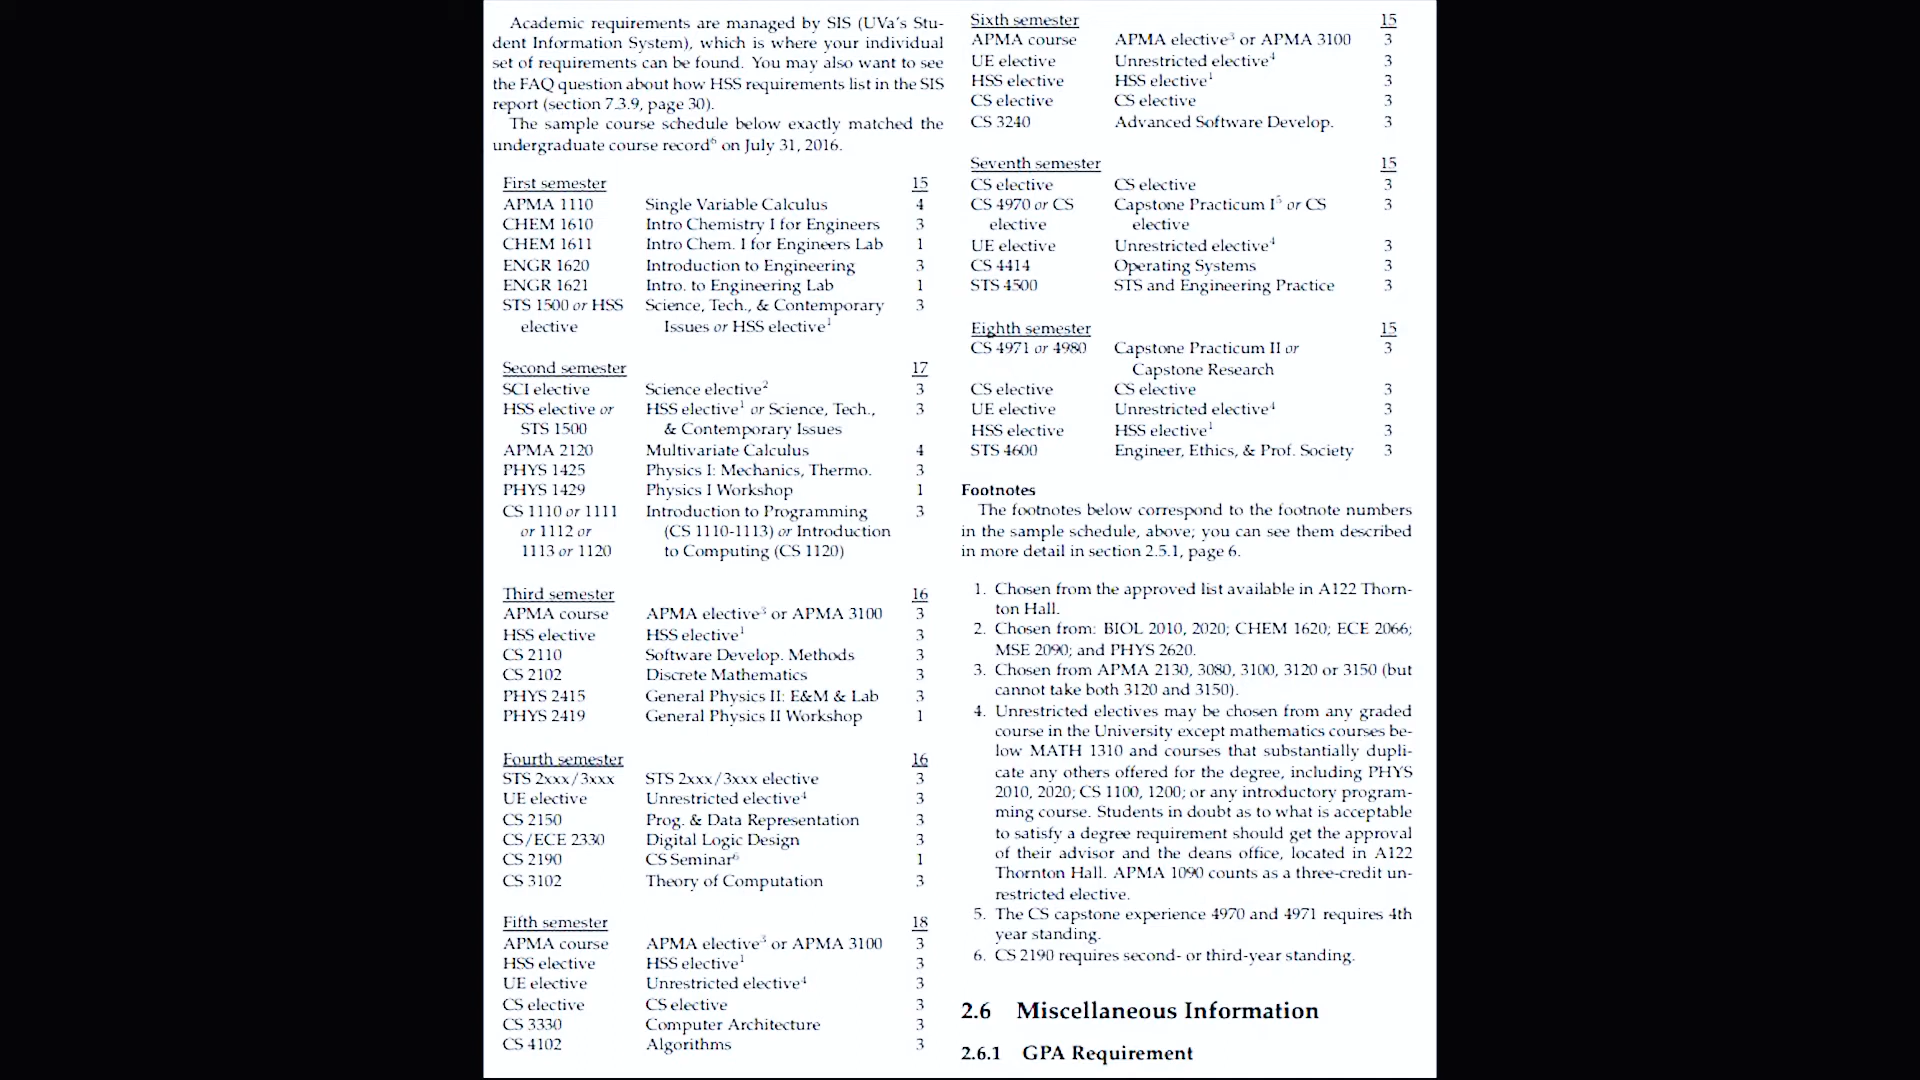 Academic requirements are managed by SIS (UVa's Stu-
dent Information System), which is where your individual
set of requirements can be found. You may also want to see
the FAQ question about how HSS requirements list in the SIS
report (section 7.3.9, page 30).
The sample course schedule below exactly matched the
undergraduate course record⁶ on July 31, 2016.
First semester 15
APMA 1110 Single Variable Calculus 4
CHEM 1610 Intro Chemistry I for Engineers 3
CHEM 1611 Intro Chem. I for Engineers Lab 1
ENGR 1620 Introduction to Engineering 3
ENGR 1621 Intro. to Engineering Lab 1
STS 1500 or HSS Science, Tech., & Contemporary 3
elective Issues or HSS elective¹
Second semester 17
SCI elective Science elective² 3
HSS elective or HSS elective¹ or Science, Tech., 3
STS 1500 & Contemporary Issues
APMA 2120 Multivariate Calculus 4
PHYS 1425 Physics I: Mechanics, Thermo. 3
PHYS 1429 Physics I Workshop 1
CS 1110 or 1111 Introduction to Programming 3
or 1112 or (CS 1110-1113) or Introduction
1113 or 1120 to Computing (CS 1120)
Third semester 16
APMA course APMA elective³ or APMA 3100 3
HSS elective HSS elective¹ 3
CS 2110 Software Develop. Methods 3
CS 2102 Discrete Mathematics 3
PHYS 2415 General Physics II: E&M & Lab 3
PHYS 2419 General Physics II Workshop 1
Fourth semester 16
STS 2xxx/3xxx STS 2xxx/3xxx elective 3
UE elective Unrestricted elective⁴ 3
CS 2150 Prog. & Data Representation 3
CS/ECE 2330 Digital Logic Design 3
CS 2190 CS Seminar⁶ 1
CS 3102 Theory of Computation 3
Fifth semester 18
APMA course APMA elective³ or APMA 3100 3
HSS elective HSS elective¹ 3
UE elective Unrestricted elective⁴ 3
CS elective CS elective 3
CS 3330 Computer Architecture 3
CS 4102 Algorithms 3
Sixth semester 15
APMA course APMA elective³ or APMA 3100 3
UE elective Unrestricted elective⁴ 3
HSS elective HSS elective¹ 3
CS elective CS elective 3
CS 3240 Advanced Software Develop. 3
Seventh semester 15
CS elective CS elective 3
CS 4970 or CS Capstone Practicum I⁵ or CS 3
elective elective
UE elective Unrestricted elective⁴ 3
CS 4414 Operating Systems 3
STS 4500 STS and Engineering Practice 3
Eighth semester 15
CS 4971 or 4980 Capstone Practicum II or 3
Capstone Research
CS elective CS elective 3
UE elective Unrestricted elective⁴ 3
HSS elective HSS elective¹ 3
STS 4600 Engineer, Ethics, & Prof. Society 3
Footnotes
The footnotes below correspond to the footnote numbers
in the sample schedule, above; you can see them described
in more detail in section 2.5.1, page 6.
1. Chosen from the approved list available in A122 Thorn-
ton Hall.
2. Chosen from: BIOL 2010, 2020; CHEM 1620; ECE 2066;
MSE 2090; and PHYS 2620.
3. Chosen from APMA 2130, 3080, 3100, 3120 or 3150 (but
cannot take both 3120 and 3150).
4. Unrestricted electives may be chosen from any graded
course in the University except mathematics courses be-
low MATH 1310 and courses that substantially dupli-
cate any others offered for the degree, including PHYS
2010, 2020; CS 1100, 1200; or any introductory program-
ming course. Students in doubt as to what is acceptable
to satisfy a degree requirement should get the approval
of their advisor and the deans office, located in A122
Thornton Hall. APMA 1090 counts as a three-credit un-
restricted elective.
5. The CS capstone experience 4970 and 4971 requires 4th
year standing.
6. CS 2190 requires second- or third-year standing.
2.6 Miscellaneous Information
2.6.1 GPA Requirement